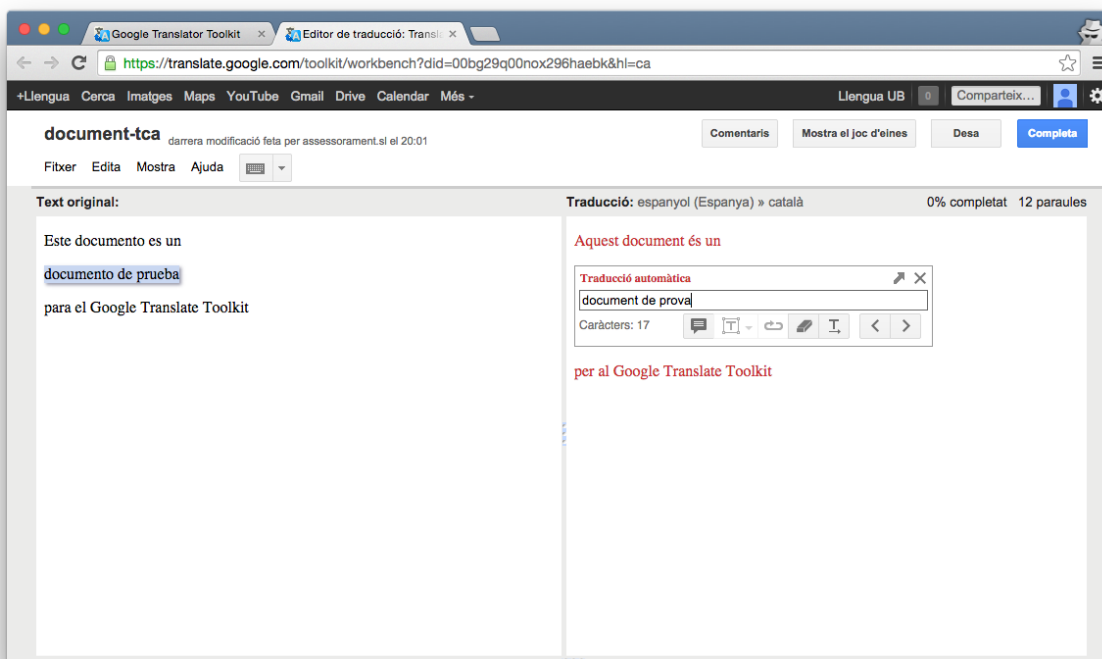 Google Translator Toolkit
Editor de traducció: Transl
https://translate.google.com/toolkit/workbench?did=00bg29q00nox296haebk&hl=ca
+Llengua Cerca Imatges Maps YouTube Gmail Drive Calendar Més Llengua UB 0 Comparteix...
document-tca darrera modificació feta per assessorament.sl el 20:01
Comentaris Mostra el joc d'eines Desa Completa
Fitxer Edita Mostra Ajuda
Text original: Traducció: espanyol (Espanya) » català 0% completat 12 paraules
Este documento es un
documento de prueba
para el Google Translate Toolkit
Aquest document és un
Traducció automàtica
document de prova
Caràcters: 17
per al Google Translate Toolkit